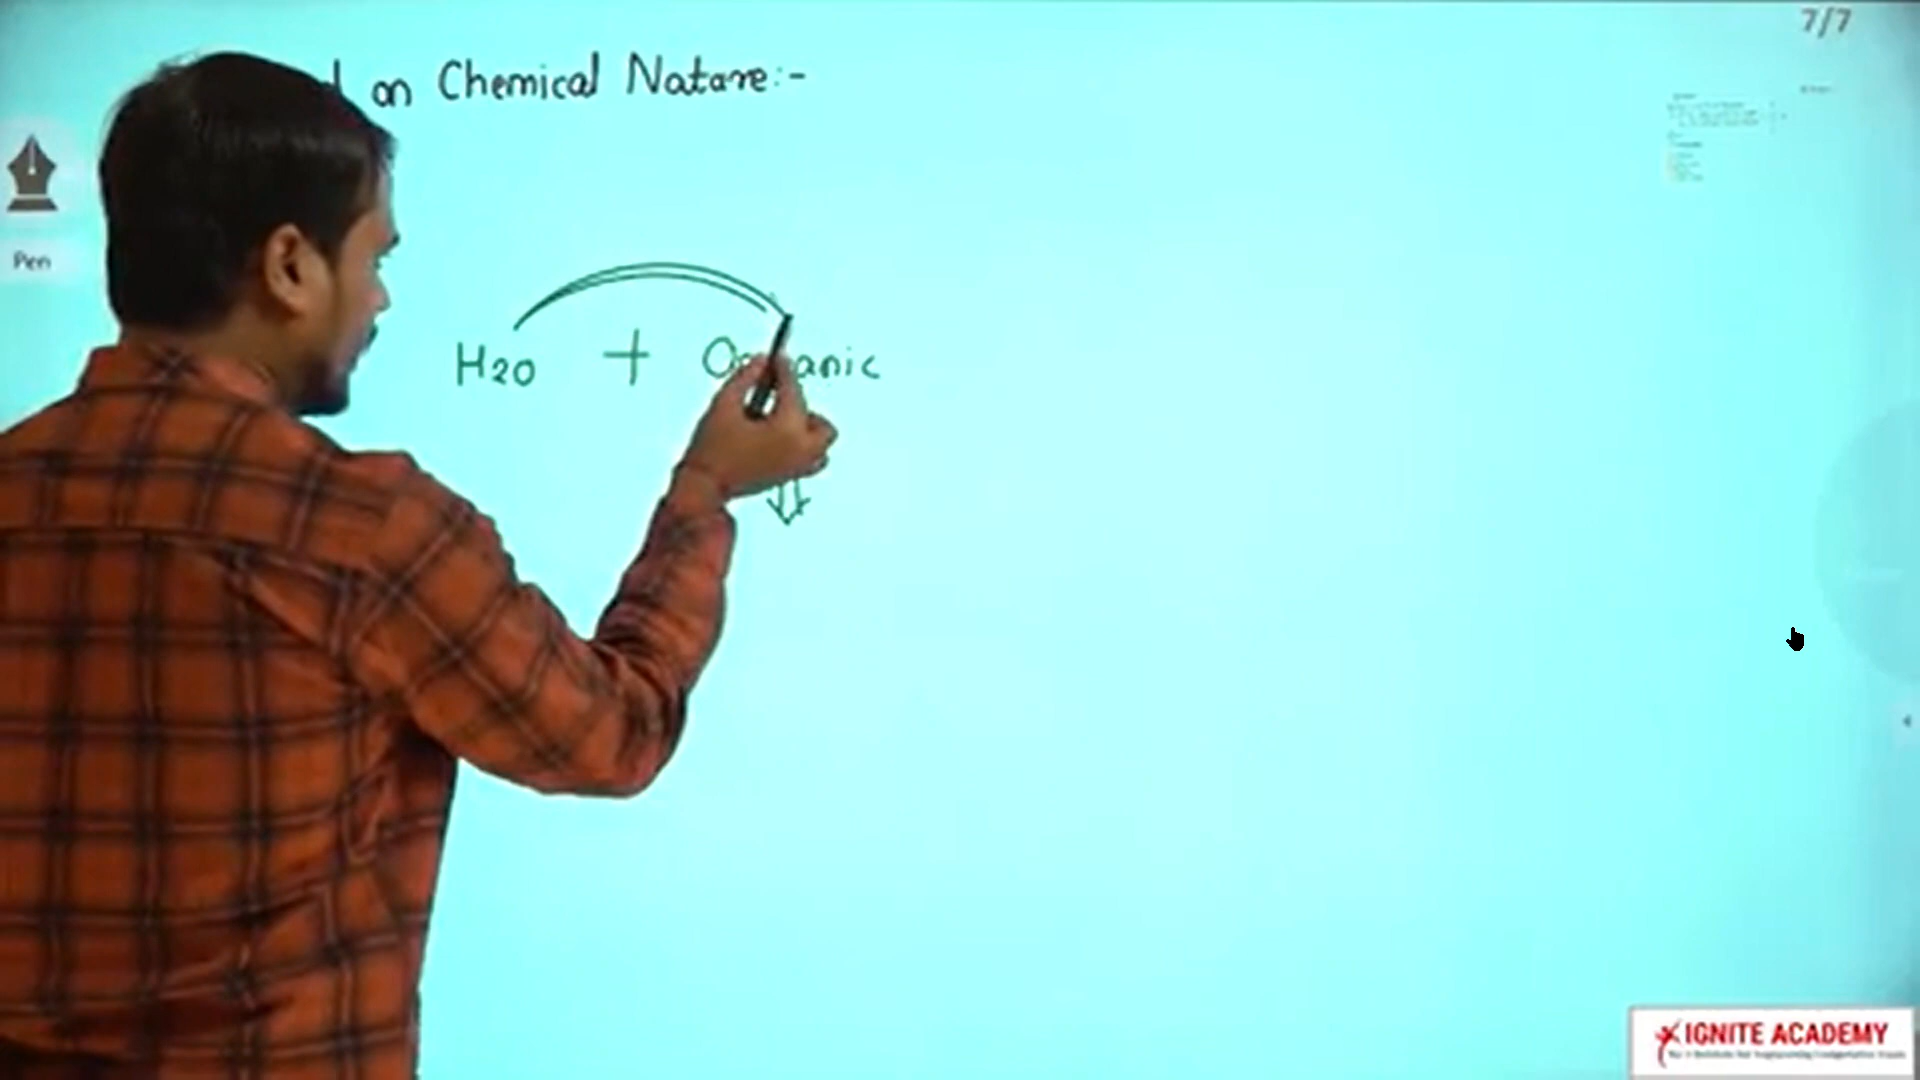 7/7
on Chemical Nature:-
Pen
H2O + Organic
IGNITE ACADEMY